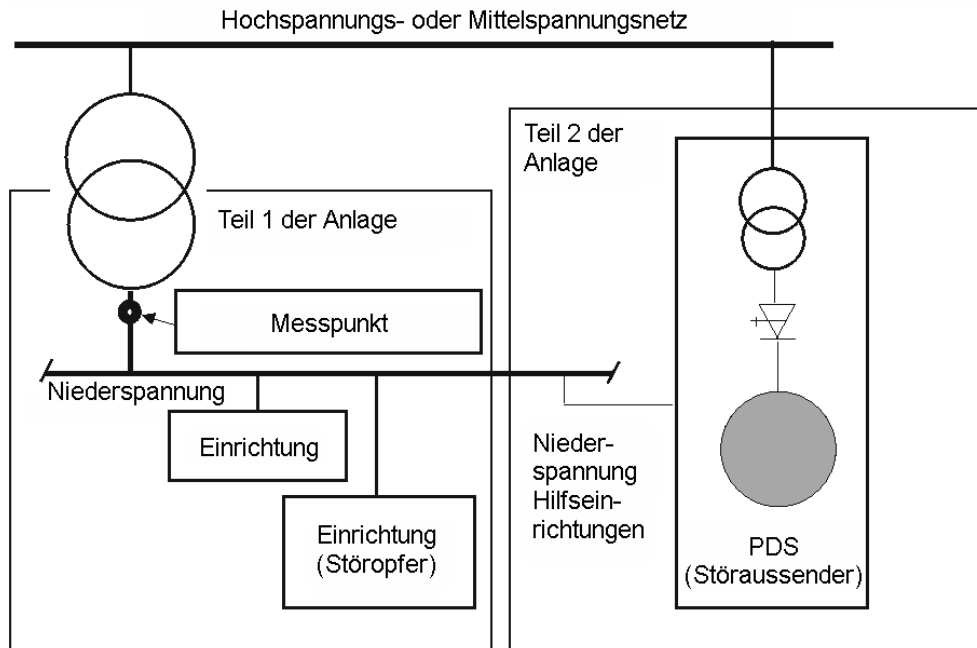 Hochspannungs- oder Mittelspannungsnetz
Teil 2 der
Anlage
Teil 1 der Anlage
Messpunkt
Niederspannung
Einrichtung
Einrichtung
(Störopfer)
Nieder-
spannung
Hilfsein-
richtungen
PDS
(Störaussender)